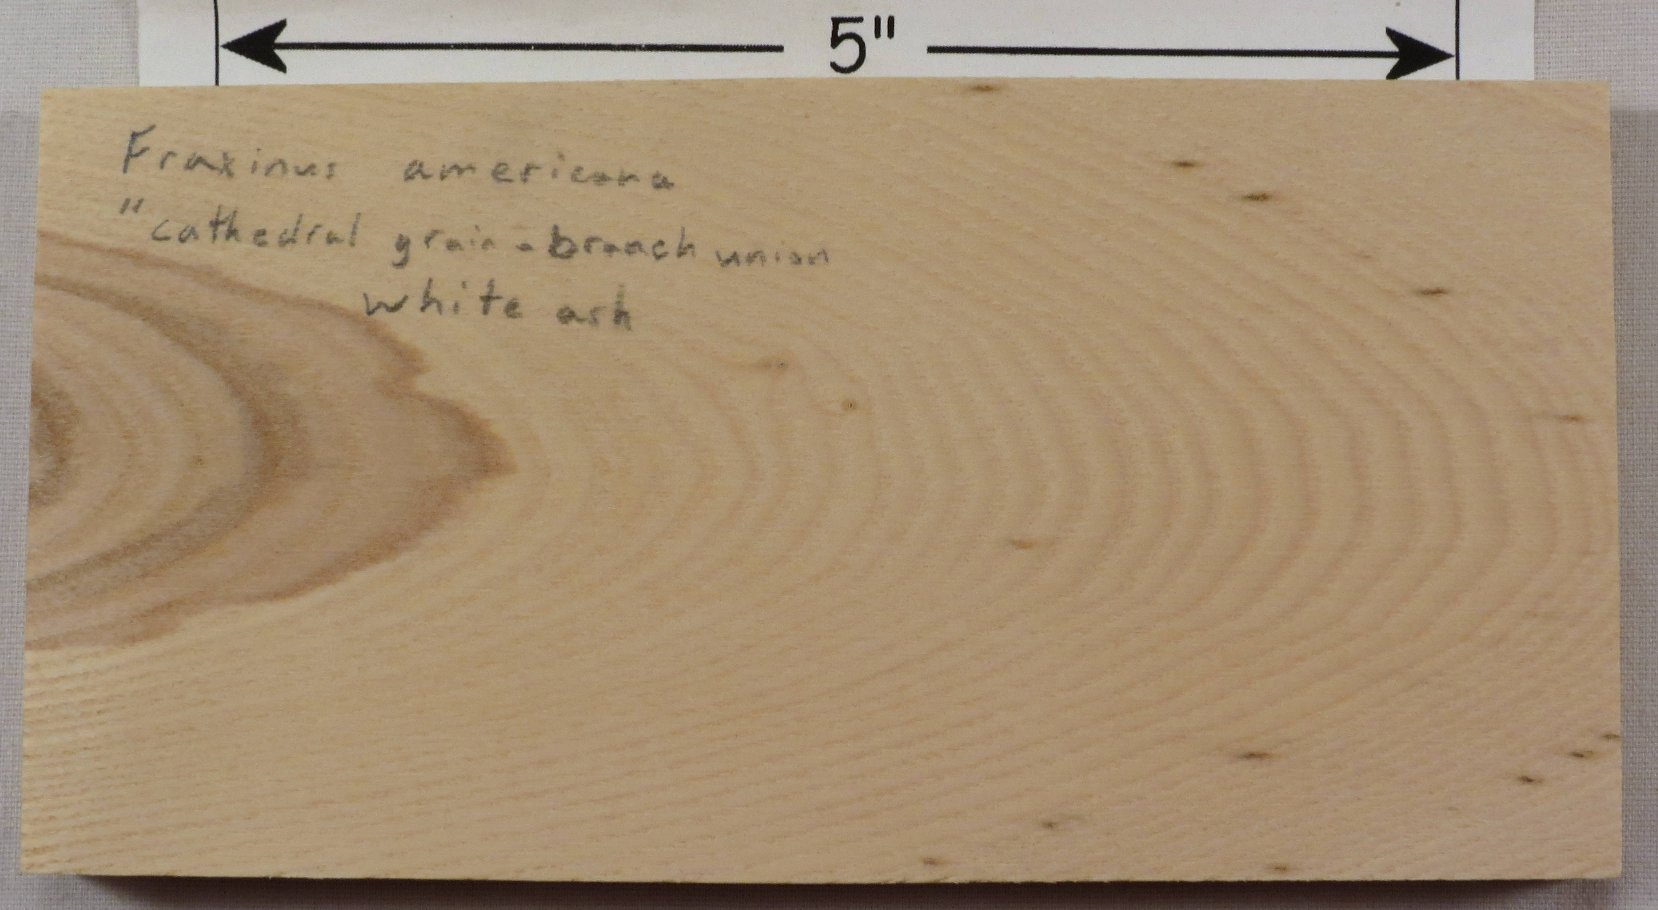 5"
Fraxinus americana
"cathedral grain - branch union
white ash